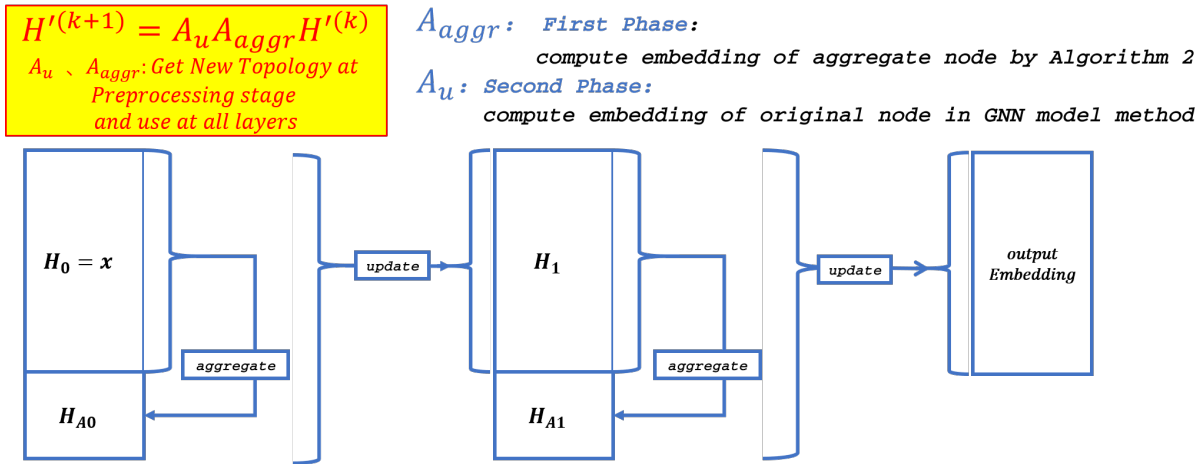 H′⁽ᵏ⁺¹⁾ = A_u A_aggr H′⁽ᵏ⁾
A_u 、 A_aggr: Get New Topology at
Preprocessing stage
and use at all layers
A_aggr: First Phase:
compute embedding of aggregate node by Algorithm 2
A_u: Second Phase:
compute embedding of original node in GNN model method
H₀ = x
update
H₁
update
output
Embedding
aggregate
aggregate
H_A0
H_A1